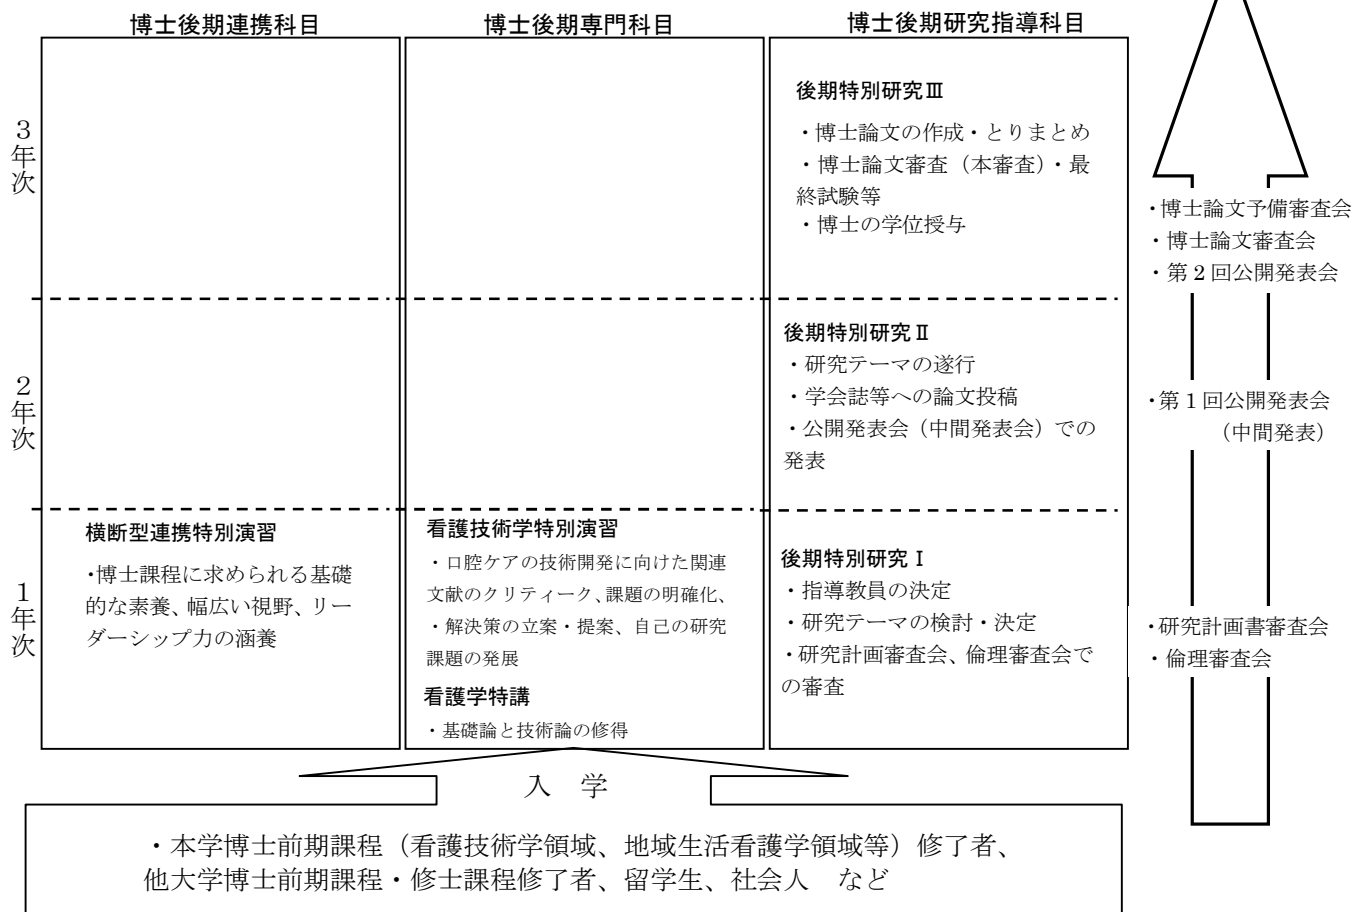 博士後期連携科目
博士後期専門科目
博士後期研究指導科目
3年次
後期特別研究Ⅲ
・博士論文の作成・とりまとめ
・博士論文審査（本審査）・最
終試験等
・博士の学位授与
・博士論文予備審査会
・博士論文審査会
・第2回公開発表会
2年次
後期特別研究Ⅱ
・研究テーマの遂行
・学会誌等への論文投稿
・公開発表会（中間発表会）での
発表
・第1回公開発表会
（中間発表）
1年次
横断型連携特別演習
・博士課程に求められる基礎
的な素養、幅広い視野、リー
ダーシップ力の涵養
看護技術学特別演習
・口腔ケアの技術開発に向けた関連
文献のクリティーク、課題の明確化、
・解決策の立案・提案、自己の研究
課題の発展
看護学特講
・基礎論と技術論の修得
後期特別研究Ⅰ
・指導教員の決定
・研究テーマの検討・決定
・研究計画審査会、倫理審査会で
の審査
・研究計画書審査会
・倫理審査会
入 学
・本学博士前期課程（看護技術学領域、地域生活看護学領域等）修了者、
他大学博士前期課程・修士課程修了者、留学生、社会人 など